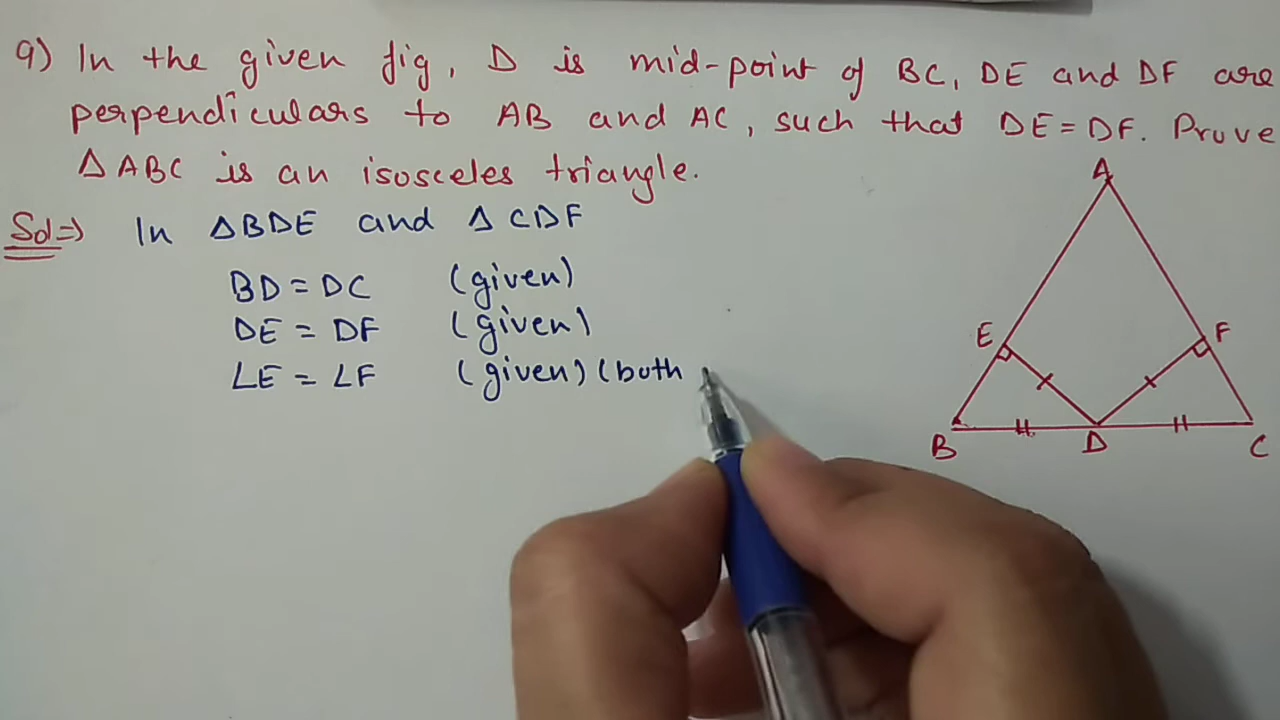 9) In the given fig, D is mid-point of BC, DE and DF are
perpendiculars to AB and AC, such that DE=DF. Prove
△ABC is an isosceles triangle.
Sol⇒ In △BDE and △CDF
BD = DC (given)
DE = DF (given)
∠E = ∠F (given) (both
A
E
F
B
D
C